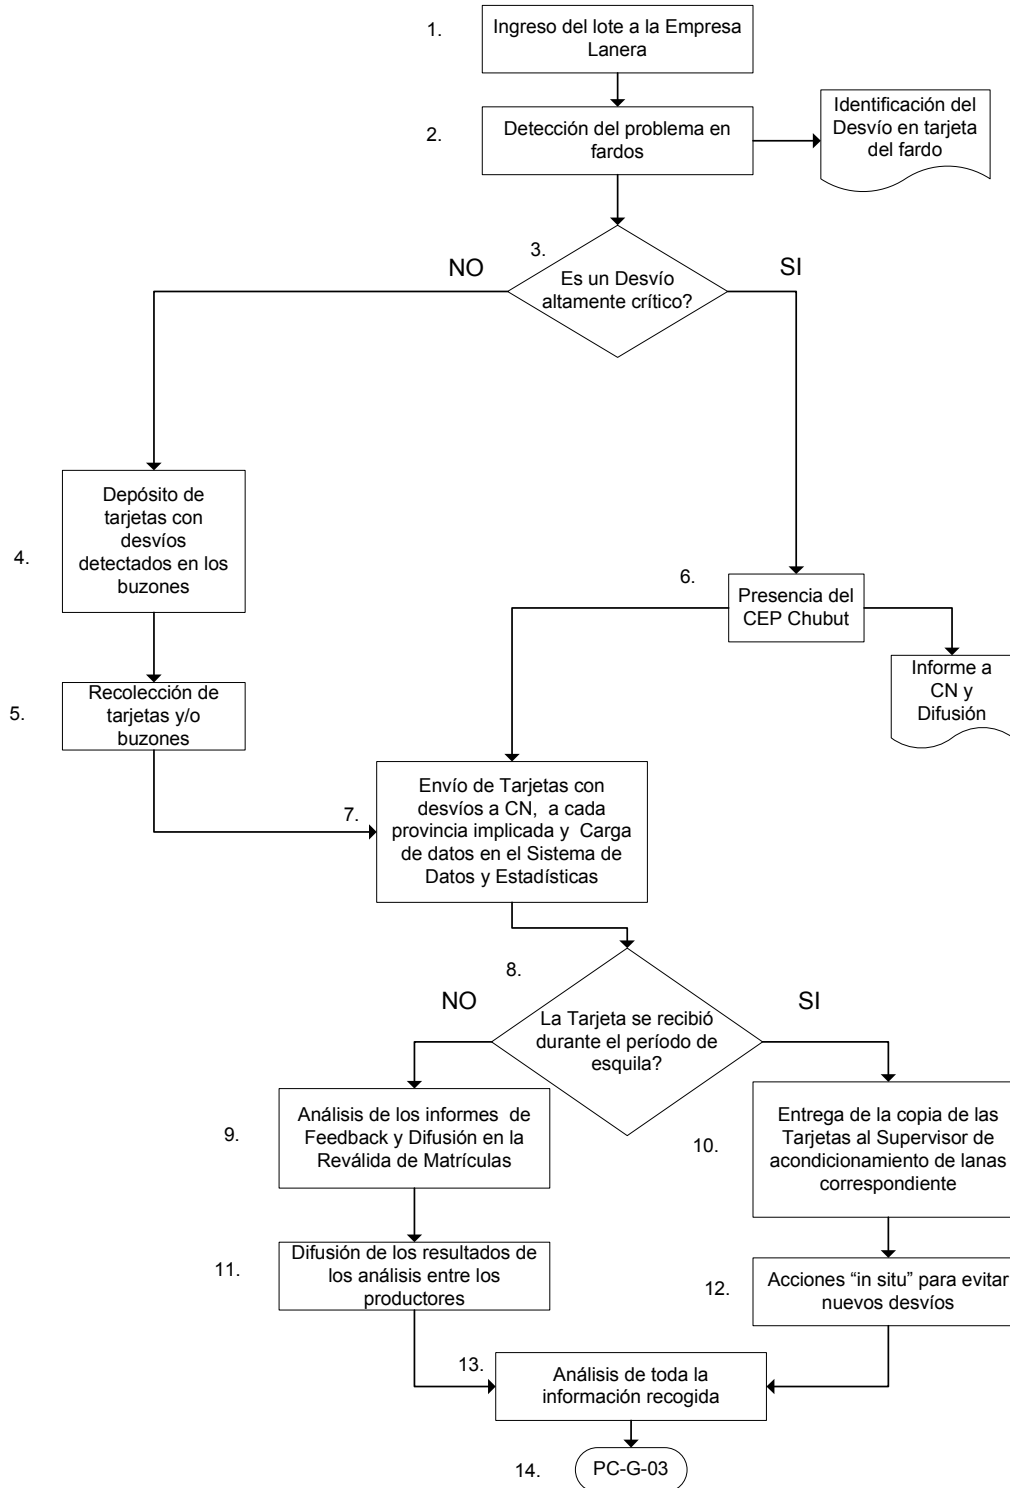 1.
Ingreso del lote a la Empresa
Lanera
2.
Detección del problema en
fardos
Identificación del
Desvío en tarjeta
del fardo
3.
NO
SI
Es un Desvío
altamente crítico?
4.
Depósito de
tarjetas con
desvíos
detectados en los
buzones
6.
Presencia del
CEP Chubut
5.
Recolección de
tarjetas y/o
buzones
Informe a
CN y
Difusión
7.
Envío de Tarjetas con
desvíos a CN, a cada
provincia implicada y Carga
de datos en el Sistema de
Datos y Estadísticas
8.
NO
SI
La Tarjeta se recibió
durante el período de
esquila?
9.
Análisis de los informes de
Feedback y Difusión en la
Reválida de Matrículas
10.
Entrega de la copia de las
Tarjetas al Supervisor de
acondicionamiento de lanas
correspondiente
11.
Difusión de los resultados de
los análisis entre los
productores
12.
Acciones “in situ” para evitar
nuevos desvíos
13.
Análisis de toda la
información recogida
14.
PC-G-03